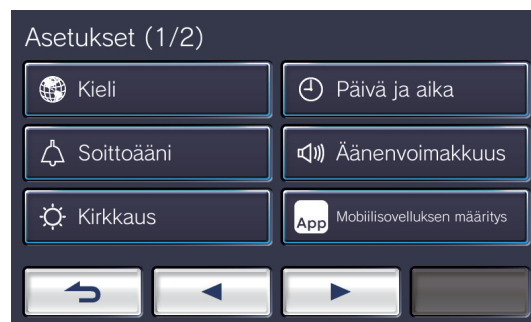 Asetukset (1/2)
Kieli
Päivä ja aika
Soittoääni
Äänenvoimakkuus
Kirkkaus
App Mobiilisovelluksen määritys